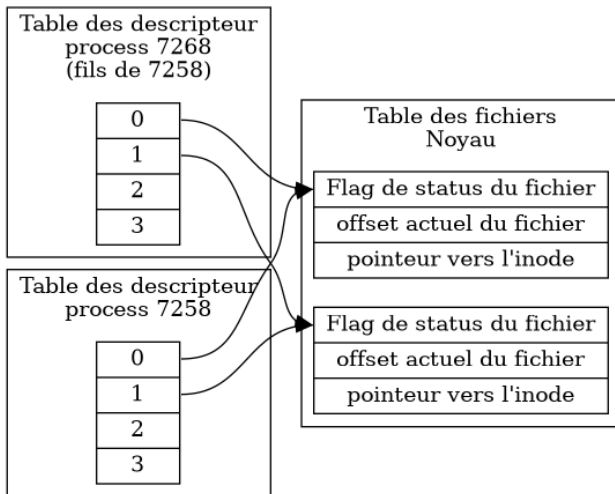 Table des descripteur
process 7268
(fils de 7258)
0
1
2
3
Table des descripteur
process 7258
0
1
2
3
Table des fichiers
Noyau
Flag de status du fichier
offset actuel du fichier
pointeur vers l'inode
Flag de status du fichier
offset actuel du fichier
pointeur vers l'inode